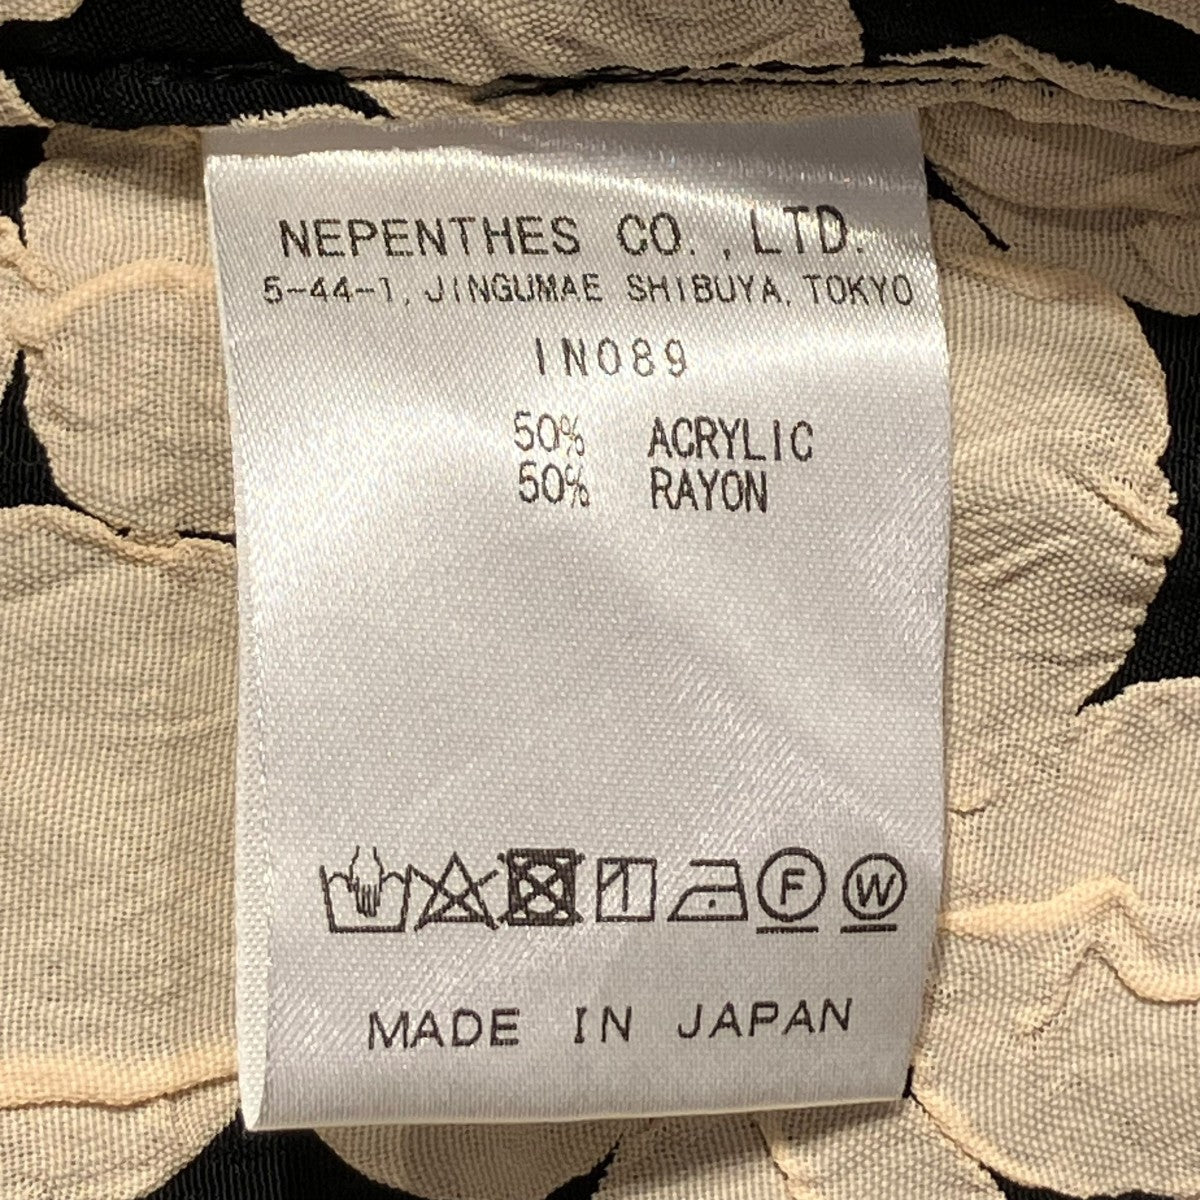 NEPENTHES CO., LTD.
5-44-1, JINGUMAE SHIBUYA, TOKYO
IN089
50% ACRYLIC
50% RAYON
F W
MADE IN JAPAN